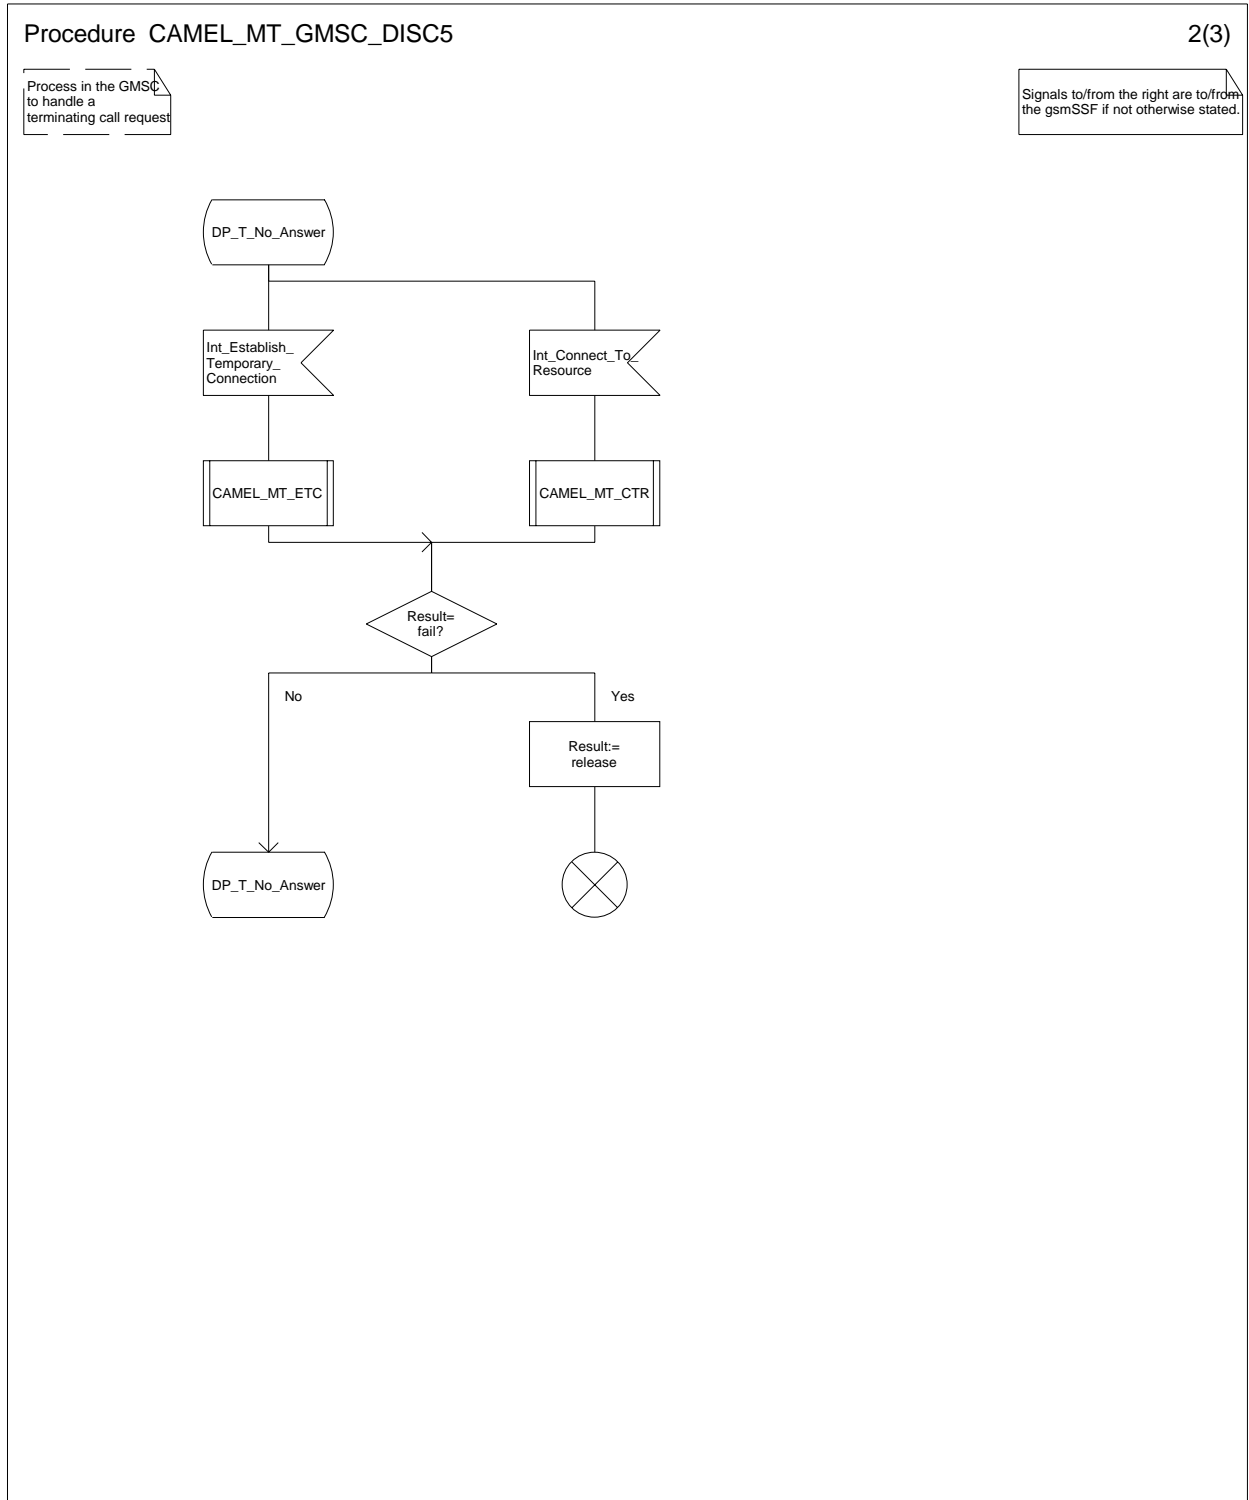 Procedure CAMEL_MT_GMSC_DISC5
2(3)
Process in the GMSC
to handle a
terminating call request
Signals to/from the right are to/from
the gsmSSF if not otherwise stated.
DP_T_No_Answer
Int_Establish_
Temporary_
Connection
Int_Connect_To_
Resource
CAMEL_MT_ETC
CAMEL_MT_CTR
Result=
fail?
No
Yes
Result:=
release
DP_T_No_Answer